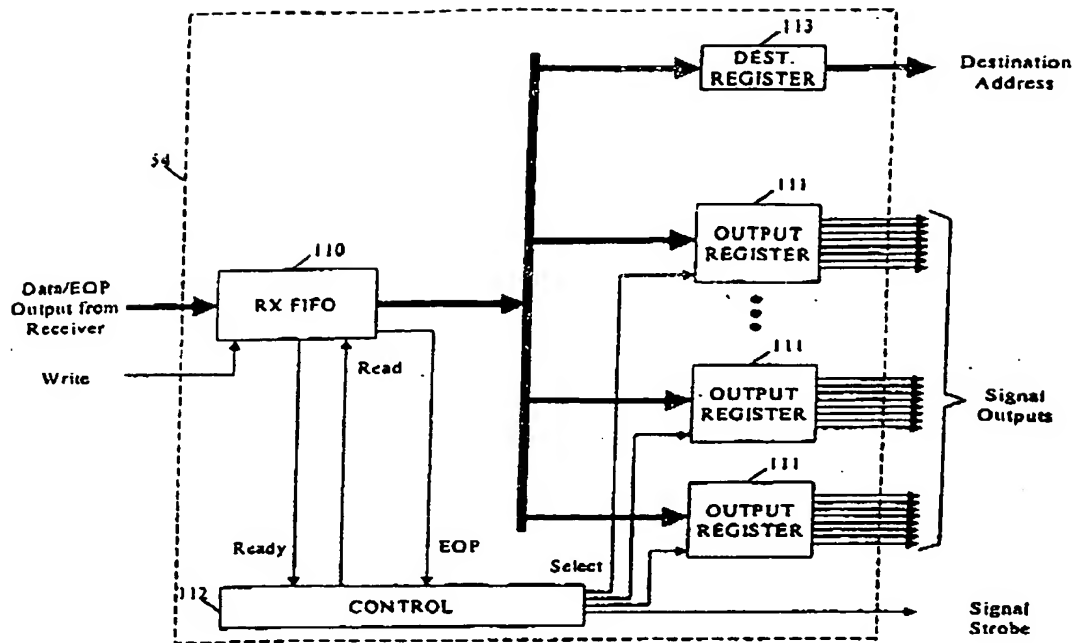 113
DEST.
REGISTER
Destination
Address
54
111
OUTPUT
REGISTER
110
RX FIFO
Data/EOP
Output from
Receiver
Write
Read
111
OUTPUT
REGISTER
Signal
Outputs
111
OUTPUT
REGISTER
Ready
EOP
Select
112
CONTROL
Signal
Strobe